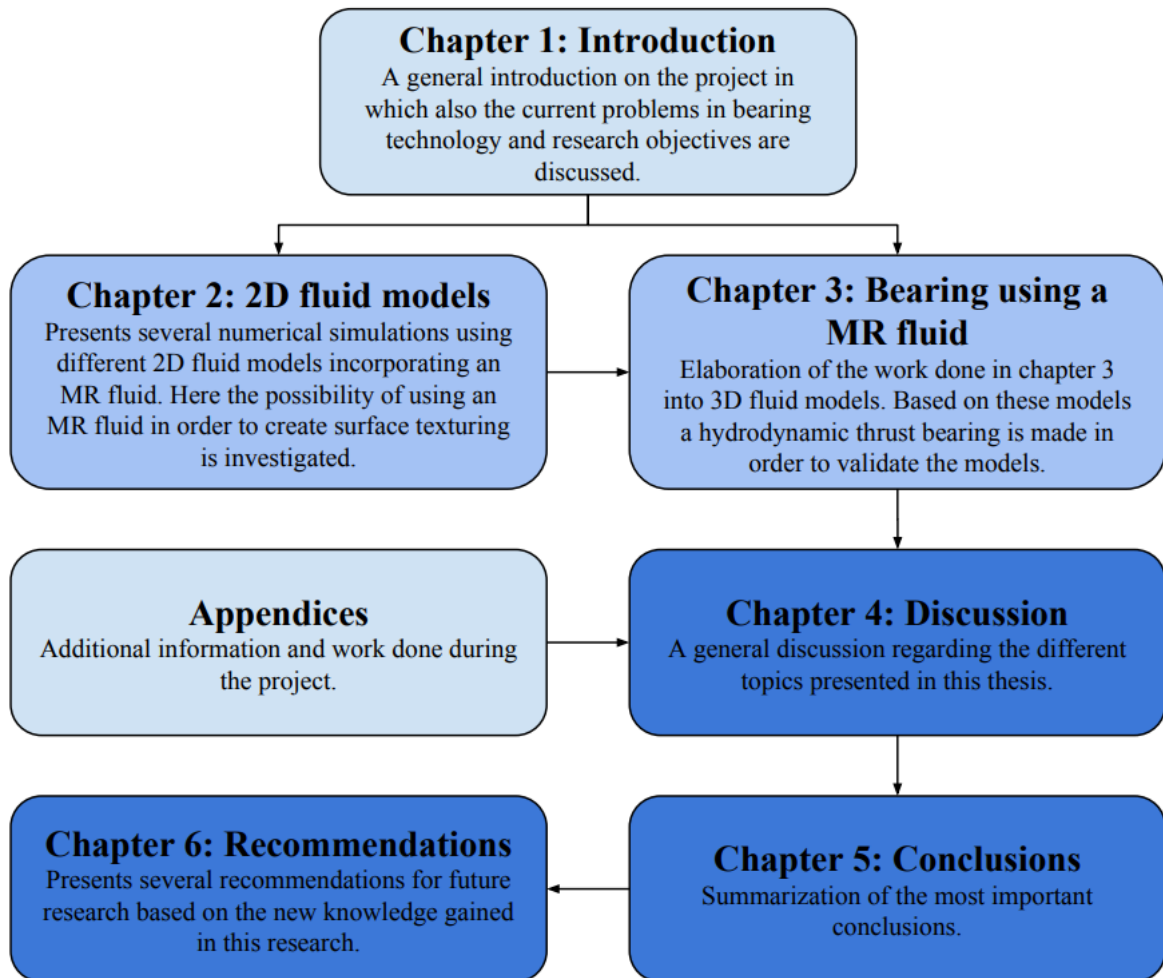 Chapter 1: Introduction
A general introduction on the project in
which also the current problems in bearing
technology and research objectives are
discussed.
Chapter 2: 2D fluid models
Presents several numerical simulations using
different 2D fluid models incorporating an
MR fluid. Here the possibility of using an
MR fluid in order to create surface texturing
is investigated.
Chapter 3: Bearing using a
MR fluid
Elaboration of the work done in chapter 3
into 3D fluid models. Based on these models
a hydrodynamic thrust bearing is made in
order to validate the models.
Appendices
Additional information and work done during
the project.
Chapter 4: Discussion
A general discussion regarding the different
topics presented in this thesis.
Chapter 6: Recommendations
Presents several recommendations for future
research based on the new knowledge gained
in this research.
Chapter 5: Conclusions
Summarization of the most important
conclusions.